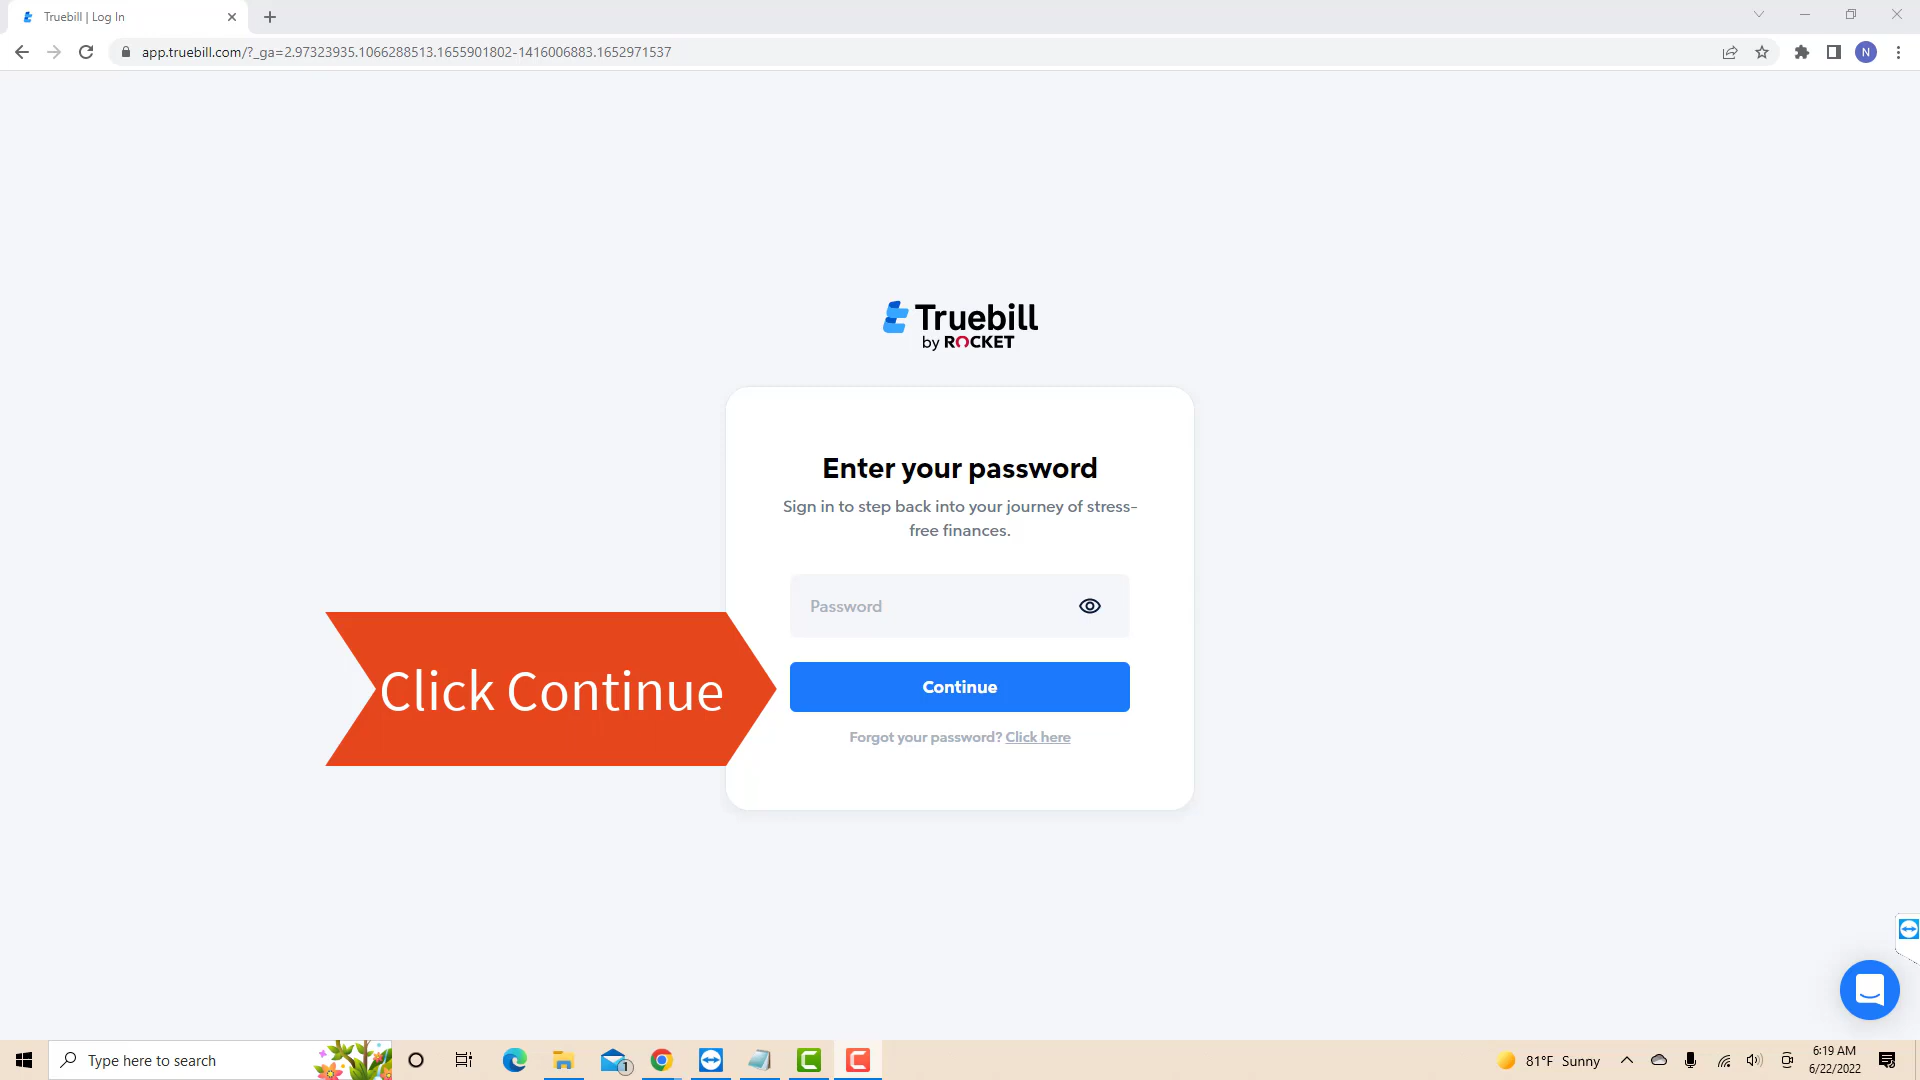 Truebill | Log In
app.truebill.com/?_ga=2.97323935.1066288513.1655901802-1416006883.1652971537
N
Truebill
by ROCKET
Enter your password
Sign in to step back into your journey of stress-
free finances.
Password
Click Continue
Continue
Forgot your password? Click here
Type here to search
1
81°F Sunny
6:19 AM
6/22/2022